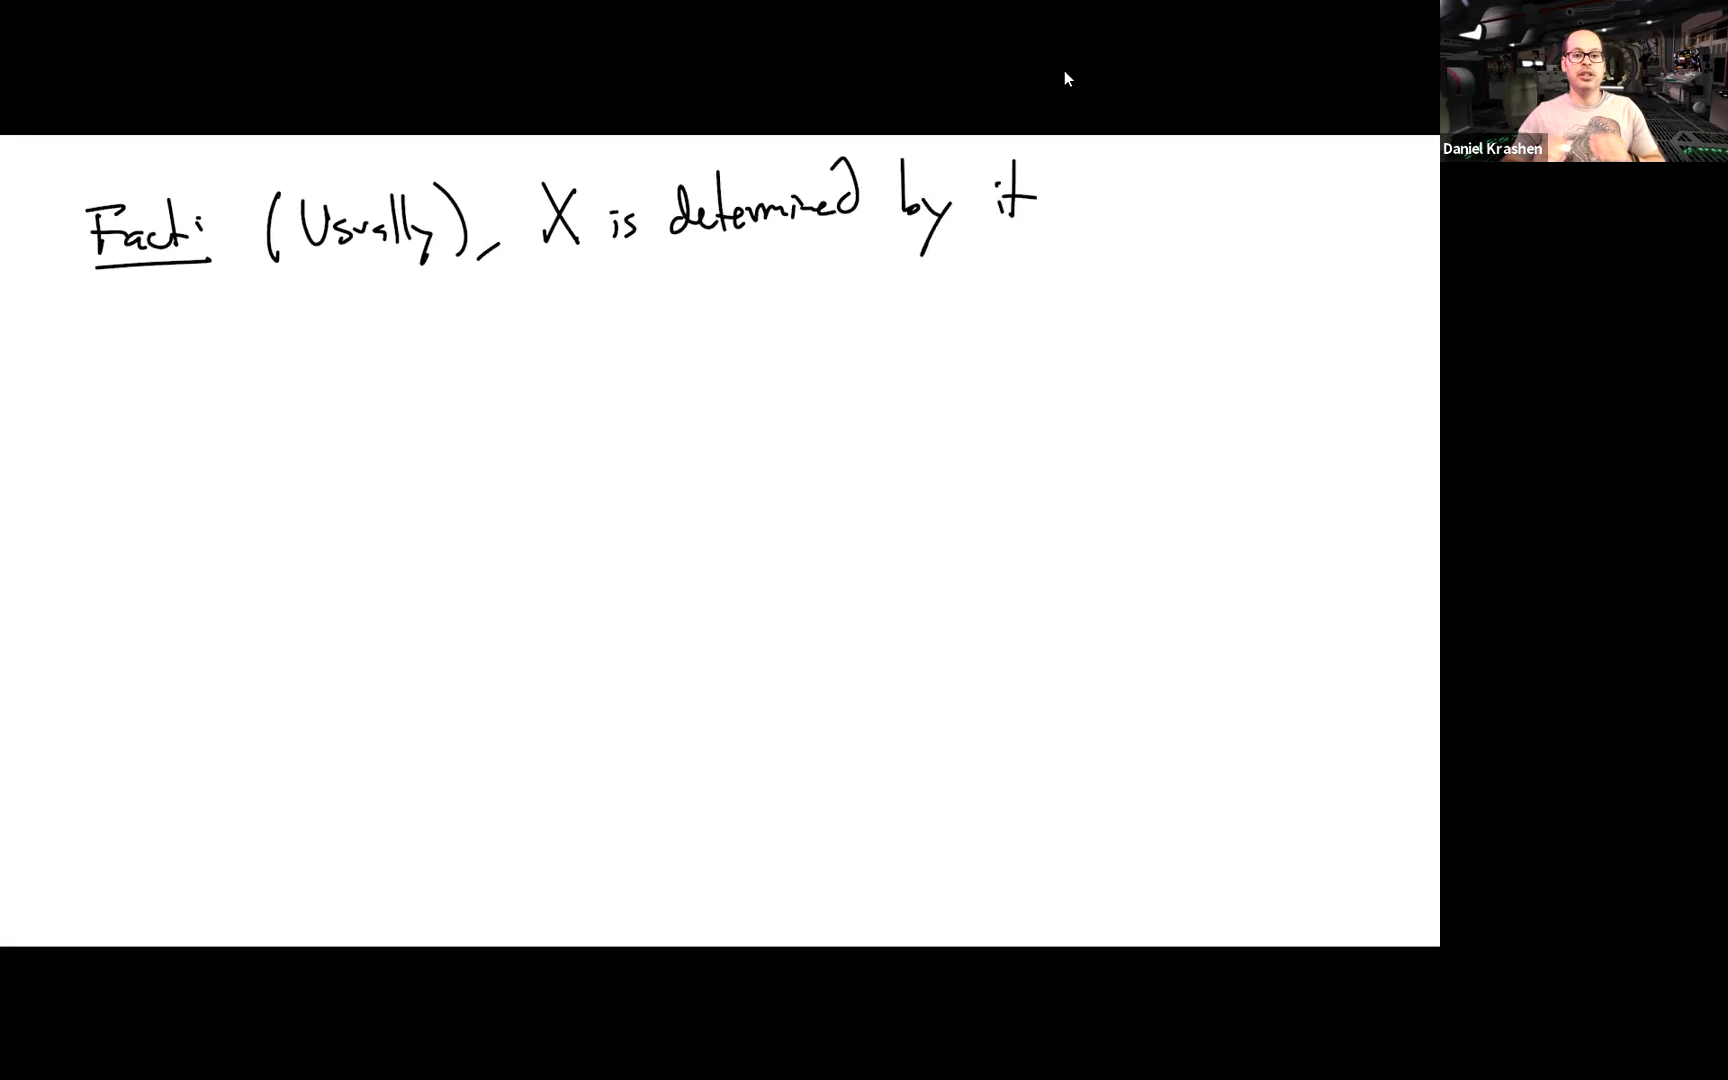 Fact: (Usually), X is determined by it
Daniel Krashen